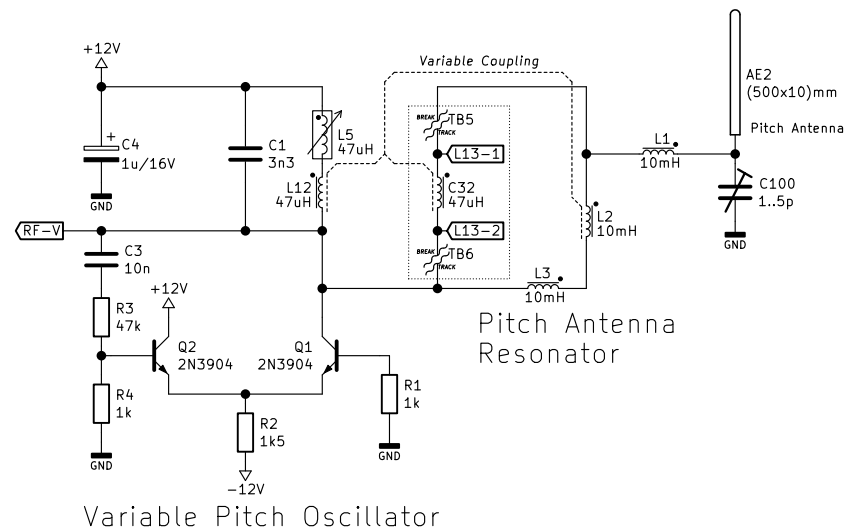 +12V
Variable Coupling
AE2
(500x10)mm
Pitch Antenna
BREAK
TRACK
TB5
+
C4
1u/16V
GND
C1
3n3
L5
47uH
L13-1
L1
10mH
L12
47uH
C32
47uH
C100
1..5p
GND
RF-V
L13-2
L2
10mH
C3
10n
BREAK
TRACK
TB6
L3
10mH
R3
47k
+12V
Q2
2N3904
Q1
2N3904
Pitch Antenna
Resonator
R4
1k
R1
1k
R2
1k5
GND
GND
-12V
Variable Pitch Oscillator